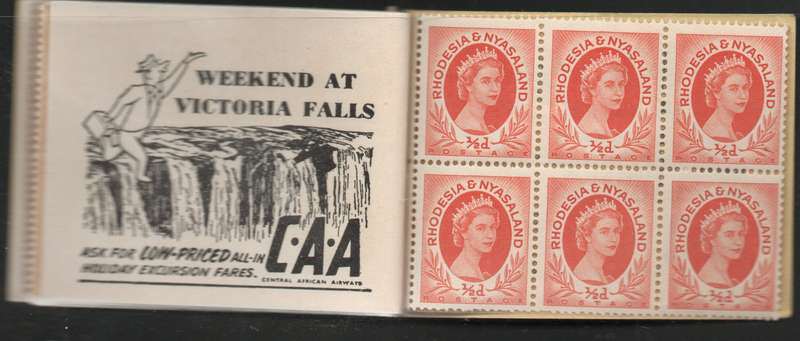 WEEKEND AT
VICTORIA FALLS
ASK FOR LOW-PRICED ALL-IN
HOLIDAY EXCURSION FARES.
C·A·A
CENTRAL AFRICAN AIRWAYS
RHODESIA & NYASALAND
½d
POSTAGE
RHODESIA & NYASALAND
½d
POSTAGE
RHODESIA & NYASALAND
½d
POSTAGE
RHODESIA & NYASALAND
½d
POSTAGE
RHODESIA & NYASALAND
½d
POSTAGE
RHODESIA & NYASALAND
½d
POSTAGE